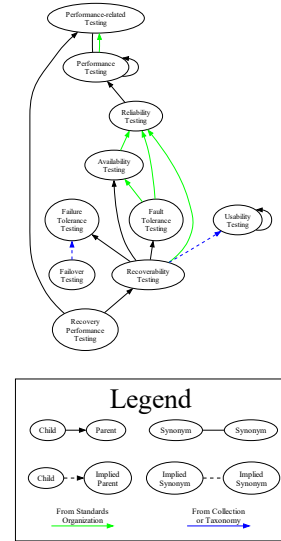 Performance-related
Testing
Performance
Testing
Reliability
Testing
Availability
Testing
Failure
Tolerance
Testing
Fault
Tolerance
Testing
Usability
Testing
Failover
Testing
Recoverability
Testing
Recovery
Performance
Testing
Legend
Child
Parent
Synonym
Synonym
Child
Implied
Parent
Implied
Synonym
Implied
Synonym
From Standards
Organization
From Collection
or Taxonomy